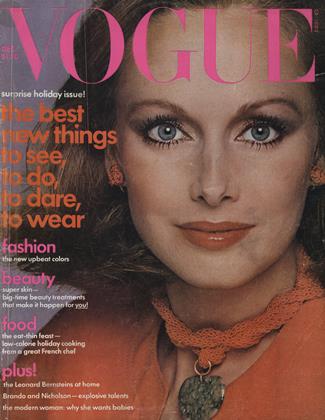 VOGUE
DEC
surprise holiday issue!
the best
new things
to see,
to do,
to dare,
to wear
fashion
the new upbeat colors
beauty
super skin—
big-time beauty treatments
that make it happen for you!
food
the eat-thin feast—
low-calorie holiday cooking
from a great French chef
plus!
the Leonard Bernsteins at home
Brando and Nicholson—explosive talents
the modern woman: why she wants babies